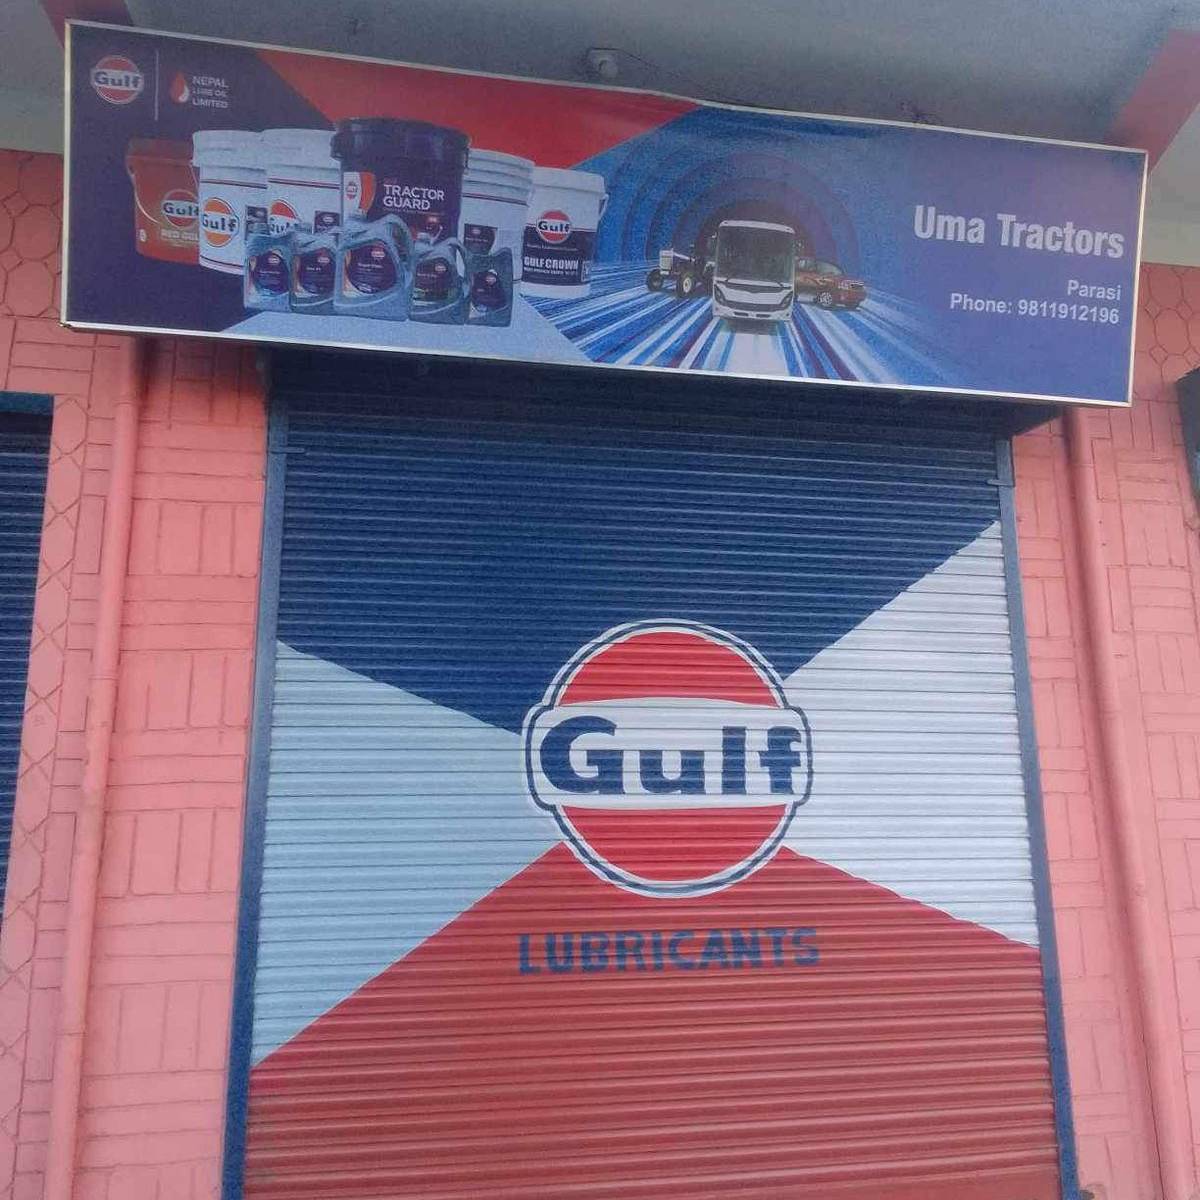 Gulf
NEPAL
LUBE OIL
LIMITED
TRACTOR
GUARD
Gulf
Gulf
Gulf
Gulf
GULF CROWN
Uma Tractors
Parasi
Phone: 9811912196
Gulf
LUBRICANTS